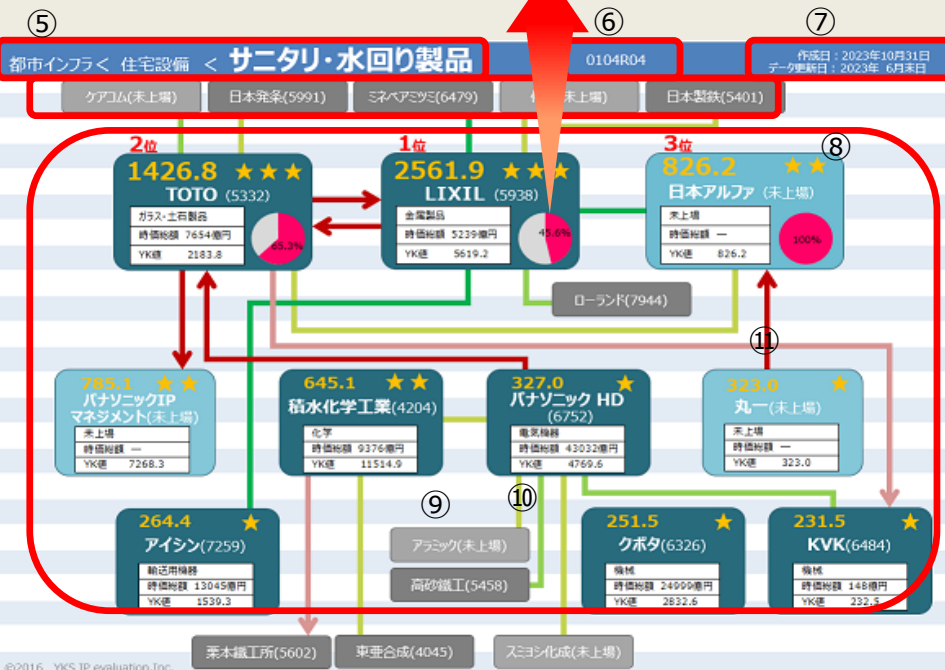 ⑤
⑥
⑦
都市インフラ< 住宅設備 < サニタリ・水回り製品
0104R04
作成日：2023年10月31日
データ更新日：2023年 6月末日
ケアコム(未上場)
日本発条(5991)
ミネベアミツミ(6479)
未上場)
日本製鉄(5401)
2位
1426.8 ★★★
TOTO (5332)
ガラス・土石製品
時価総額 7654億円
YK値 2183.8
65.3%
1位
2561.9 ★★★
LIXIL (5938)
金属製品
時価総額 5239億円
YK値 5619.2
45.6%
3位
⑧
826.2 ★★
日本アルファ (未上場)
未上場
時価総額 ―
YK値 826.2
100%
ローランド(7944)
⑪
785.1 ★★
パナソニックIP
マネジメント(未上場)
未上場
時価総額 ―
YK値 7268.3
645.1 ★★
積水化学工業(4204)
化学
時価総額 9376億円
YK値 11514.9
327.0 ★
パナソニック HD
(6752)
電気機器
時価総額 43032億円
YK値 4769.6
323.0 ★
丸一(未上場)
未上場
時価総額 ―
YK値 323.0
⑨
⑩
264.4 ★
アイシン(7259)
輸送用機器
時価総額 13045億円
YK値 1539.3
アラミック(未上場)
高砂鐵工(5458)
251.5 ★
クボタ(6326)
機械
時価総額 24999億円
YK値 2832.6
231.5 ★
KVK(6484)
機械
時価総額 148億円
YK値 232.5
栗本鐵工所(5602)
東亜合成(4045)
スミヨシ化成(未上場)
©2016 YKS IP evaluation Inc.